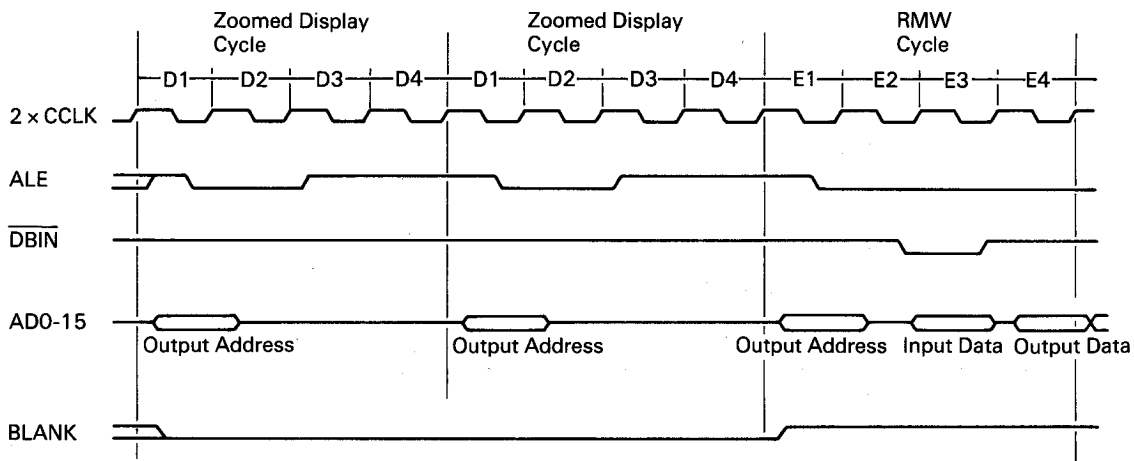 Zoomed Display
Cycle
Zoomed Display
Cycle
RMW
Cycle
D1 D2 D3 D4 D1 D2 D3 D4 E1 E2 E3 E4
2 x CCLK
ALE
DBIN
AD0-15
Output Address Output Address Output Address Input Data Output Data
BLANK